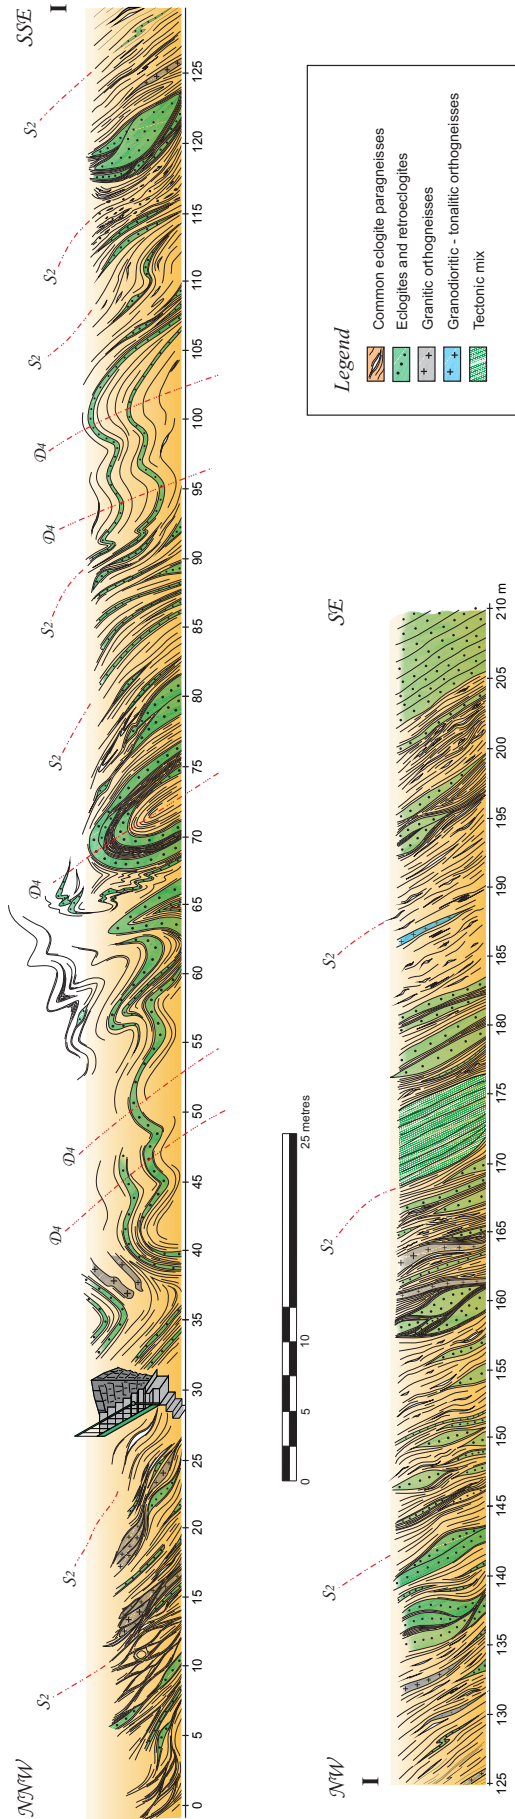 NNW SSE
I
S2 S2 D4 D4 D4 S2 S2 D4 D4 S2 S2 S2
0 5 10 15 20 25 30 35 40 45 50 55 60 65 70 75 80 85 90 95 100 105 110 115 120 125
0 5 10 25 metres
Legend
Common eclogite paragneisses
Eclogites and retroeclogites
Granitic orthogneisses
Granodioritic - tonalitic orthogneisses
Tectonic mix
NW SE
I
S2 S2 S2
125 130 135 140 145 150 155 160 165 170 175 180 185 190 195 200 205 210 m